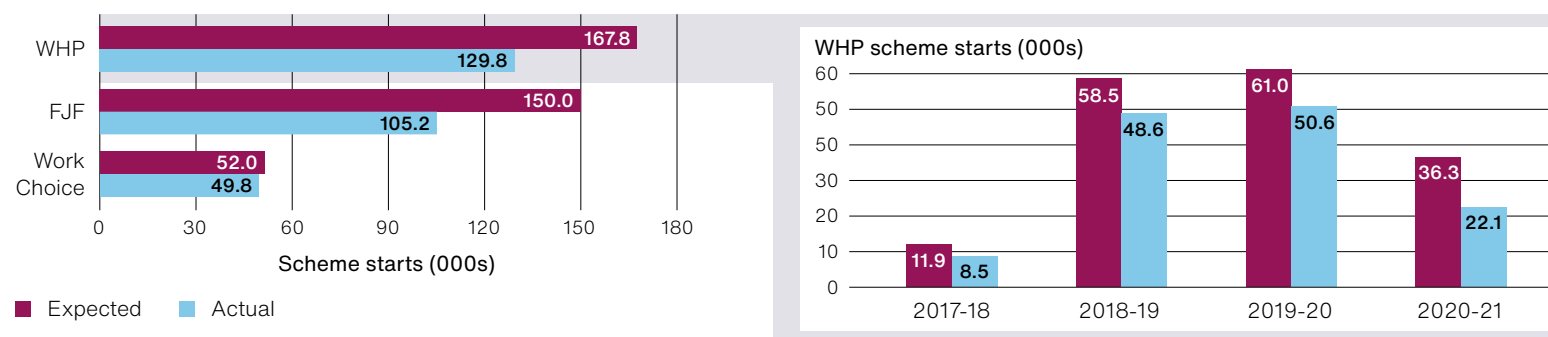 WHP
167.8
129.8
FJF
150.0
105.2
Work
Choice
52.0
49.8
0 30 60 90 120 150 180
Scheme starts (000s)
Expected Actual
WHP scheme starts (000s)
60
50
50
30
20
10
0
11.9 8.5
58.5 48.6
61.0 50.6
36.3 22.1
2017-18 2018-19 2019-20 2020-21